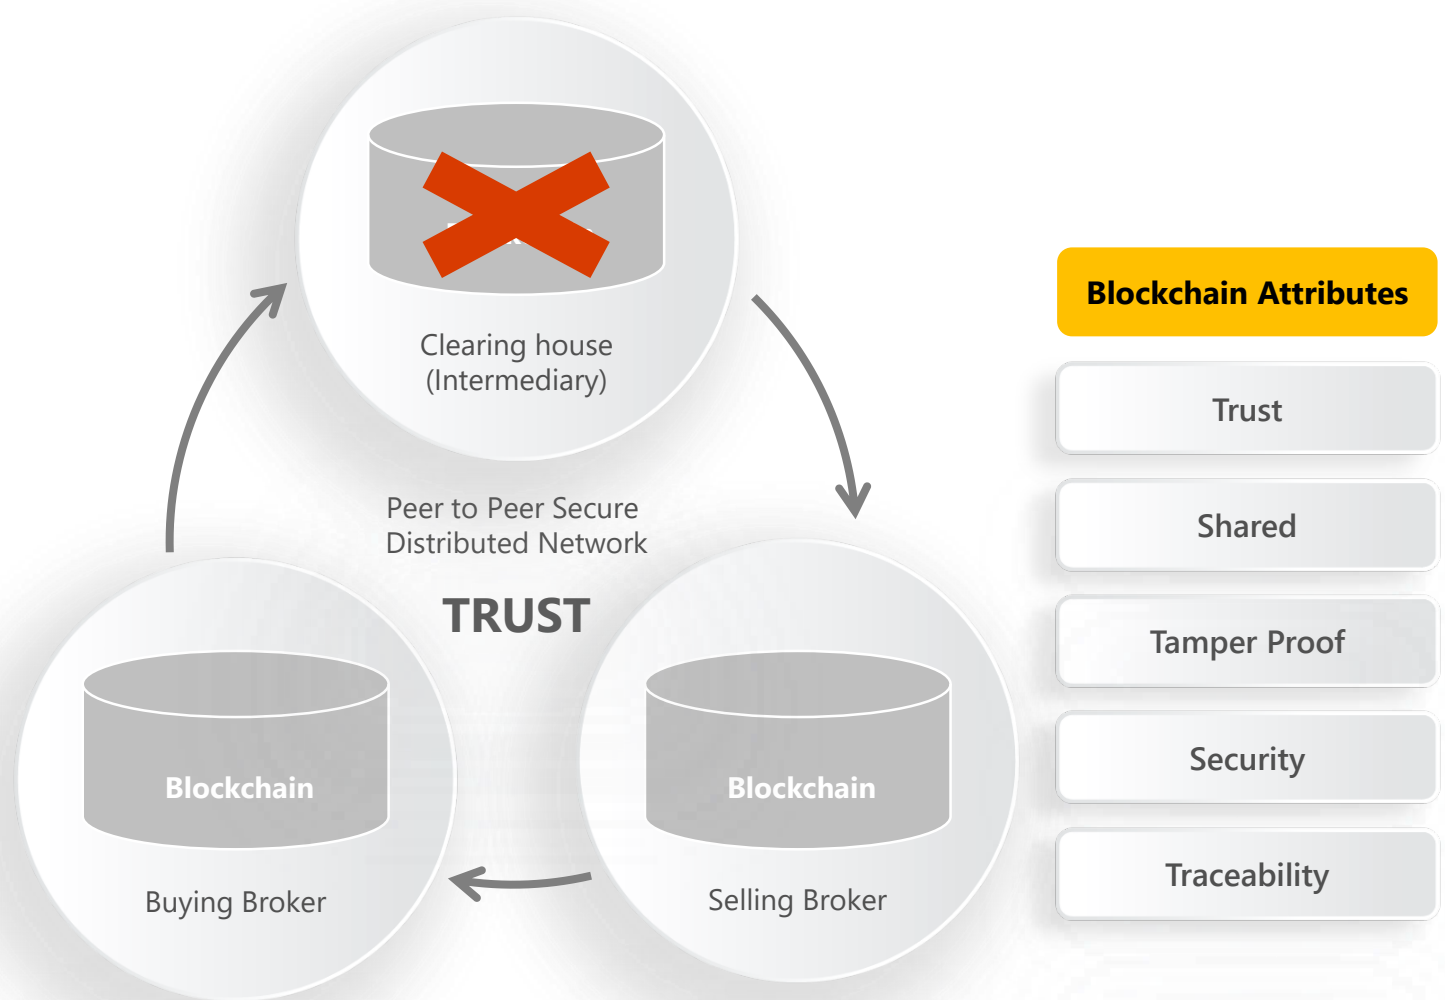 Clearing house
(Intermediary)
Peer to Peer Secure
Distributed Network
TRUST
Blockchain
Buying Broker
Blockchain
Selling Broker
Blockchain Attributes
Trust
Shared
Tamper Proof
Security
Traceability